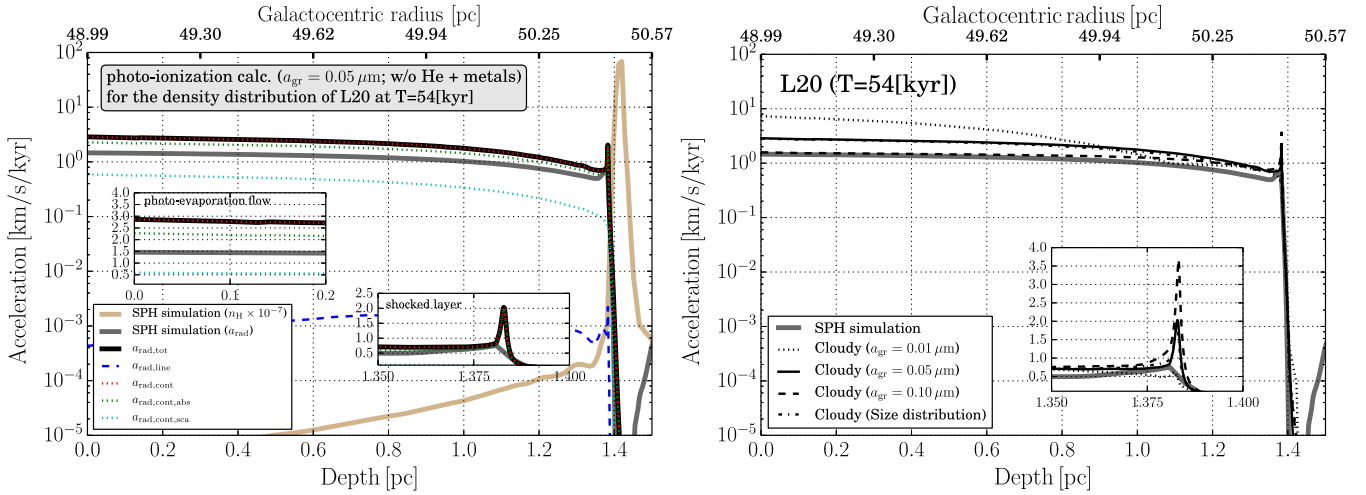 Galactocentric radius [pc]
48.99 49.30 49.62 49.94 50.25 50.57
10^2
10^1
10^0
10^{-1}
10^{-2}
10^{-3}
10^{-4}
10^{-5}
Acceleration [km/s/kyr]
photo-ionization calc. (a_gr = 0.05 μm; w/o He + metals)
for the density distribution of L20 at T=54[kyr]
photo-evaporation flow
4.0
3.5
3.0
2.5
2.0
1.5
1.0
0.5
0.0 0.1 0.2
shocked layer
2.5
2.0
1.5
1.0
0.5
1.350 1.375 1.400
SPH simulation (n_H × 10^{-7})
SPH simulation (a_rad)
a_rad,tot
a_rad,line
a_rad,cont
a_rad,cont,abs
a_rad,cont,sca
0.0 0.2 0.4 0.6 0.8 1.0 1.2 1.4
Depth [pc]
Galactocentric radius [pc]
48.99 49.30 49.62 49.94 50.25 50.57
10^2
10^1
10^0
10^{-1}
10^{-2}
10^{-3}
10^{-4}
10^{-5}
Acceleration [km/s/kyr]
L20 (T=54[kyr])
4.0
3.5
3.0
2.5
2.0
1.5
1.0
0.5
1.350 1.375 1.400
SPH simulation
Cloudy (a_gr = 0.01 μm)
Cloudy (a_gr = 0.05 μm)
Cloudy (a_gr = 0.10 μm)
Cloudy (Size distribution)
0.0 0.2 0.4 0.6 0.8 1.0 1.2 1.4
Depth [pc]